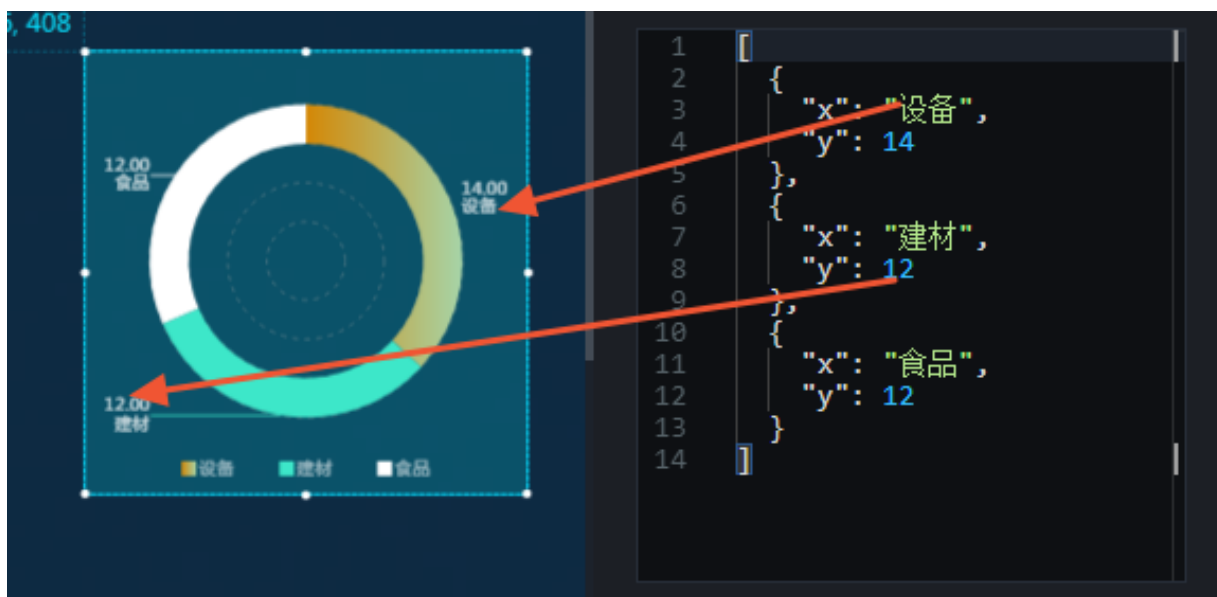 5, 408
12.00
食品
14.00
设备
12.00
建材
设备 建材 食品
1 [
2 {
3 "x": "设备",
4 "y": 14
5 },
6 {
7 "x": "建材",
8 "y": 12
9 },
10 {
11 "x": "食品",
12 "y": 12
13 }
14 ]